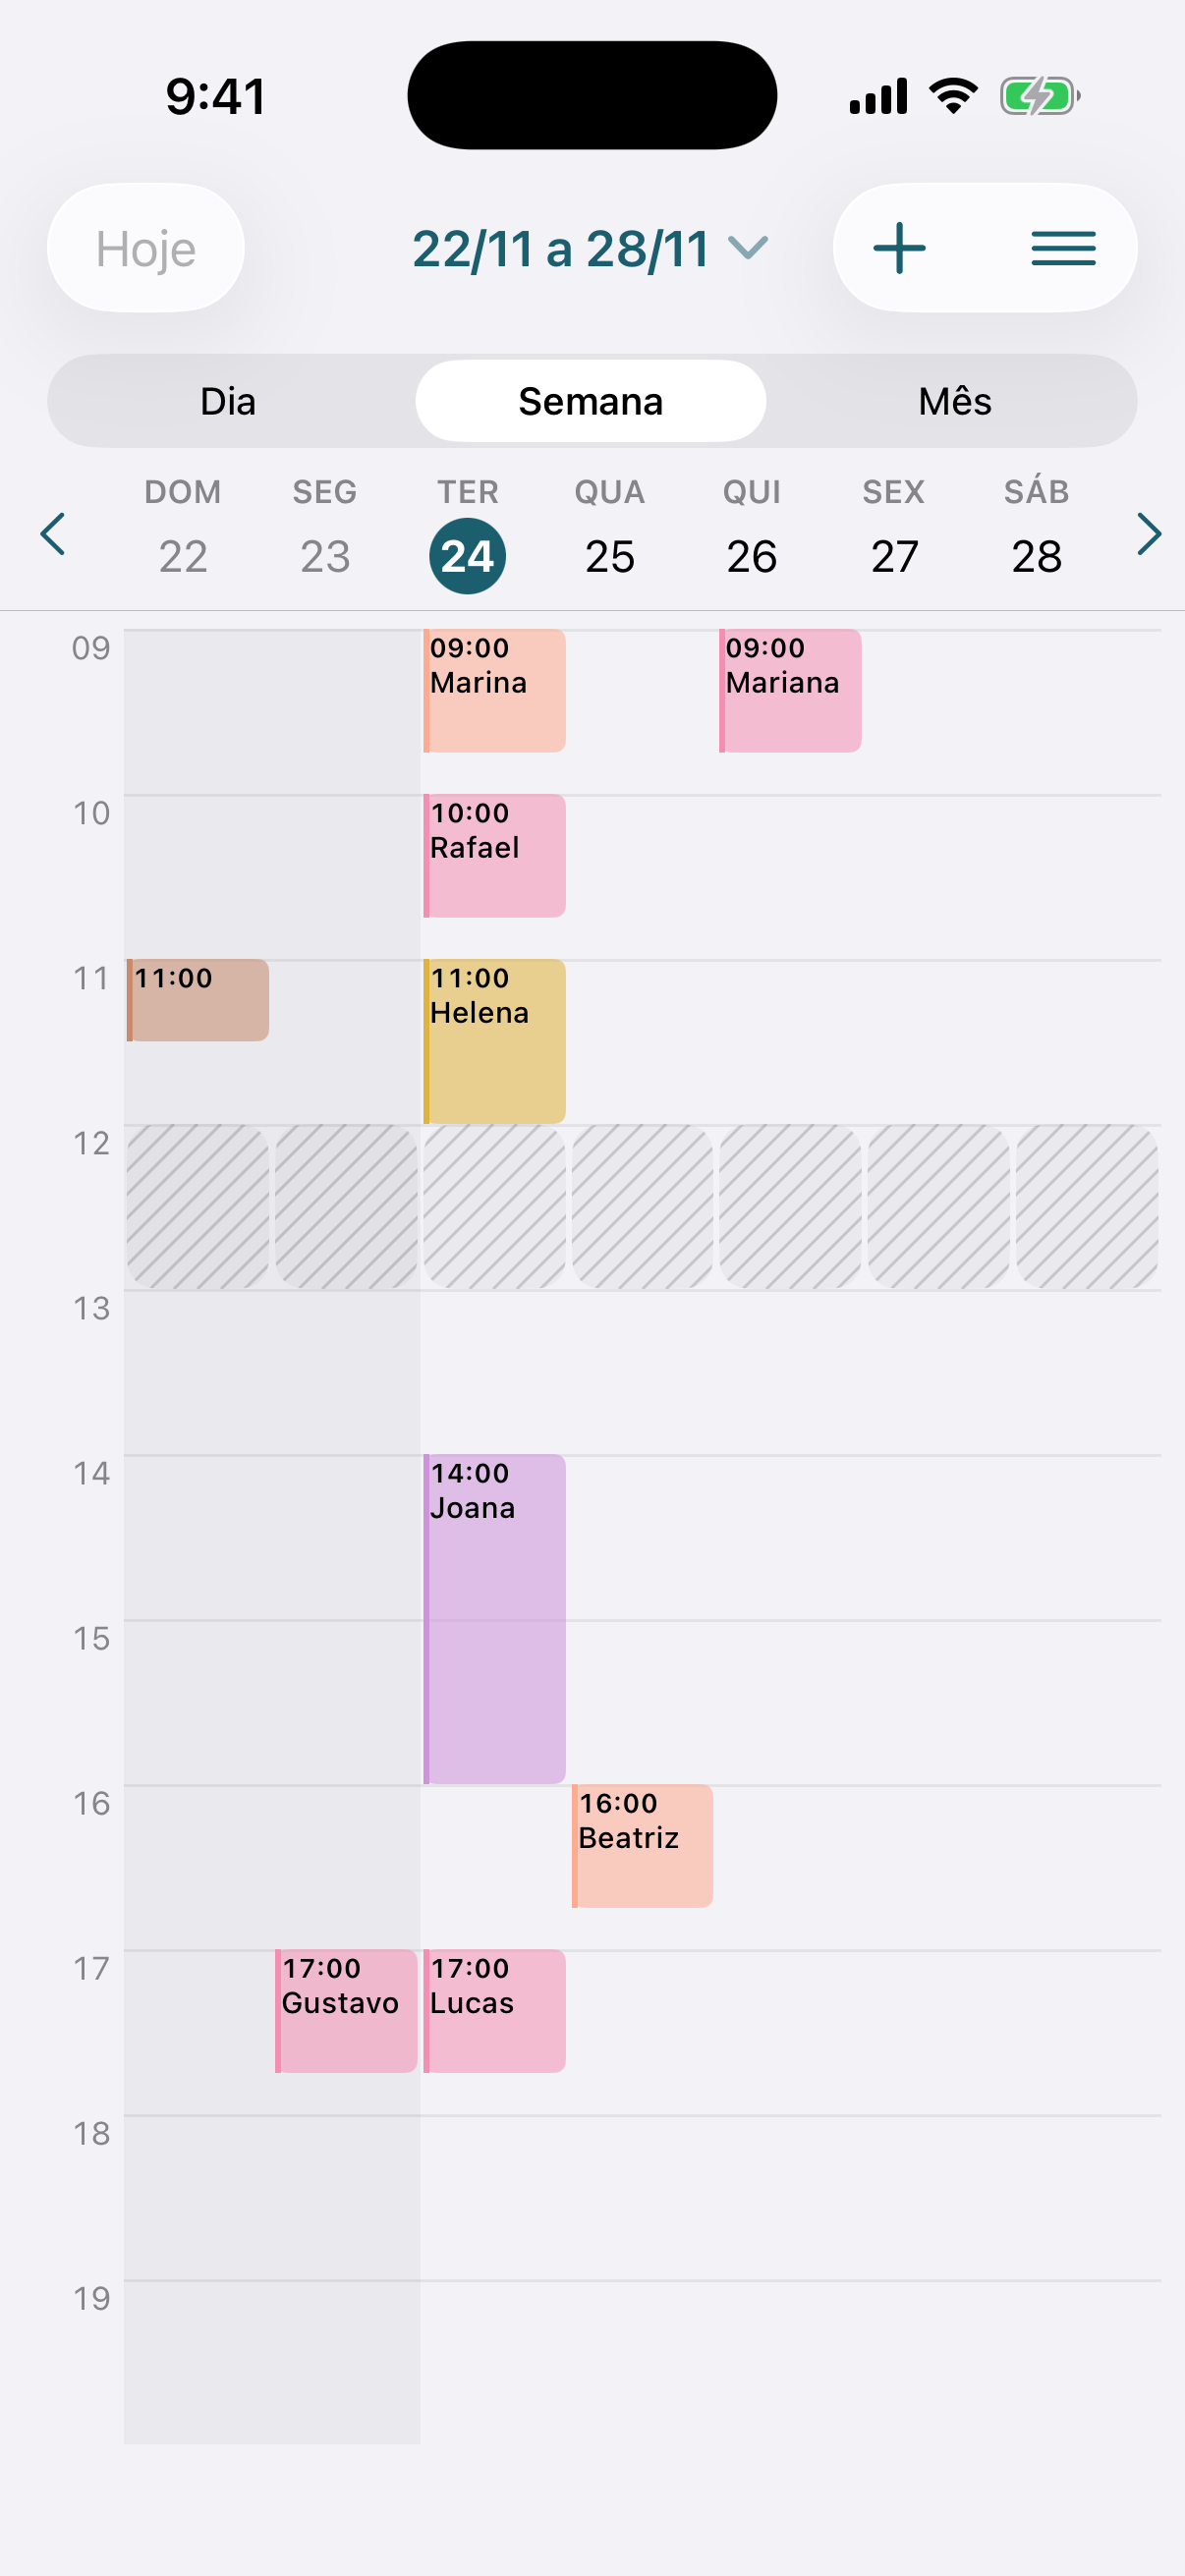 9:41
Hoje
22/11 a 28/11
Dia Semana Mês
DOM SEG TER QUA QUI SEX SÁB
22 23 24 25 26 27 28
09
09:00
Marina
09:00
Mariana
10
10:00
Rafael
11
11:00
11:00
Helena
12
13
14
14:00
Joana
15
16
16:00
Beatriz
17
17:00
Gustavo
17:00
Lucas
18
19